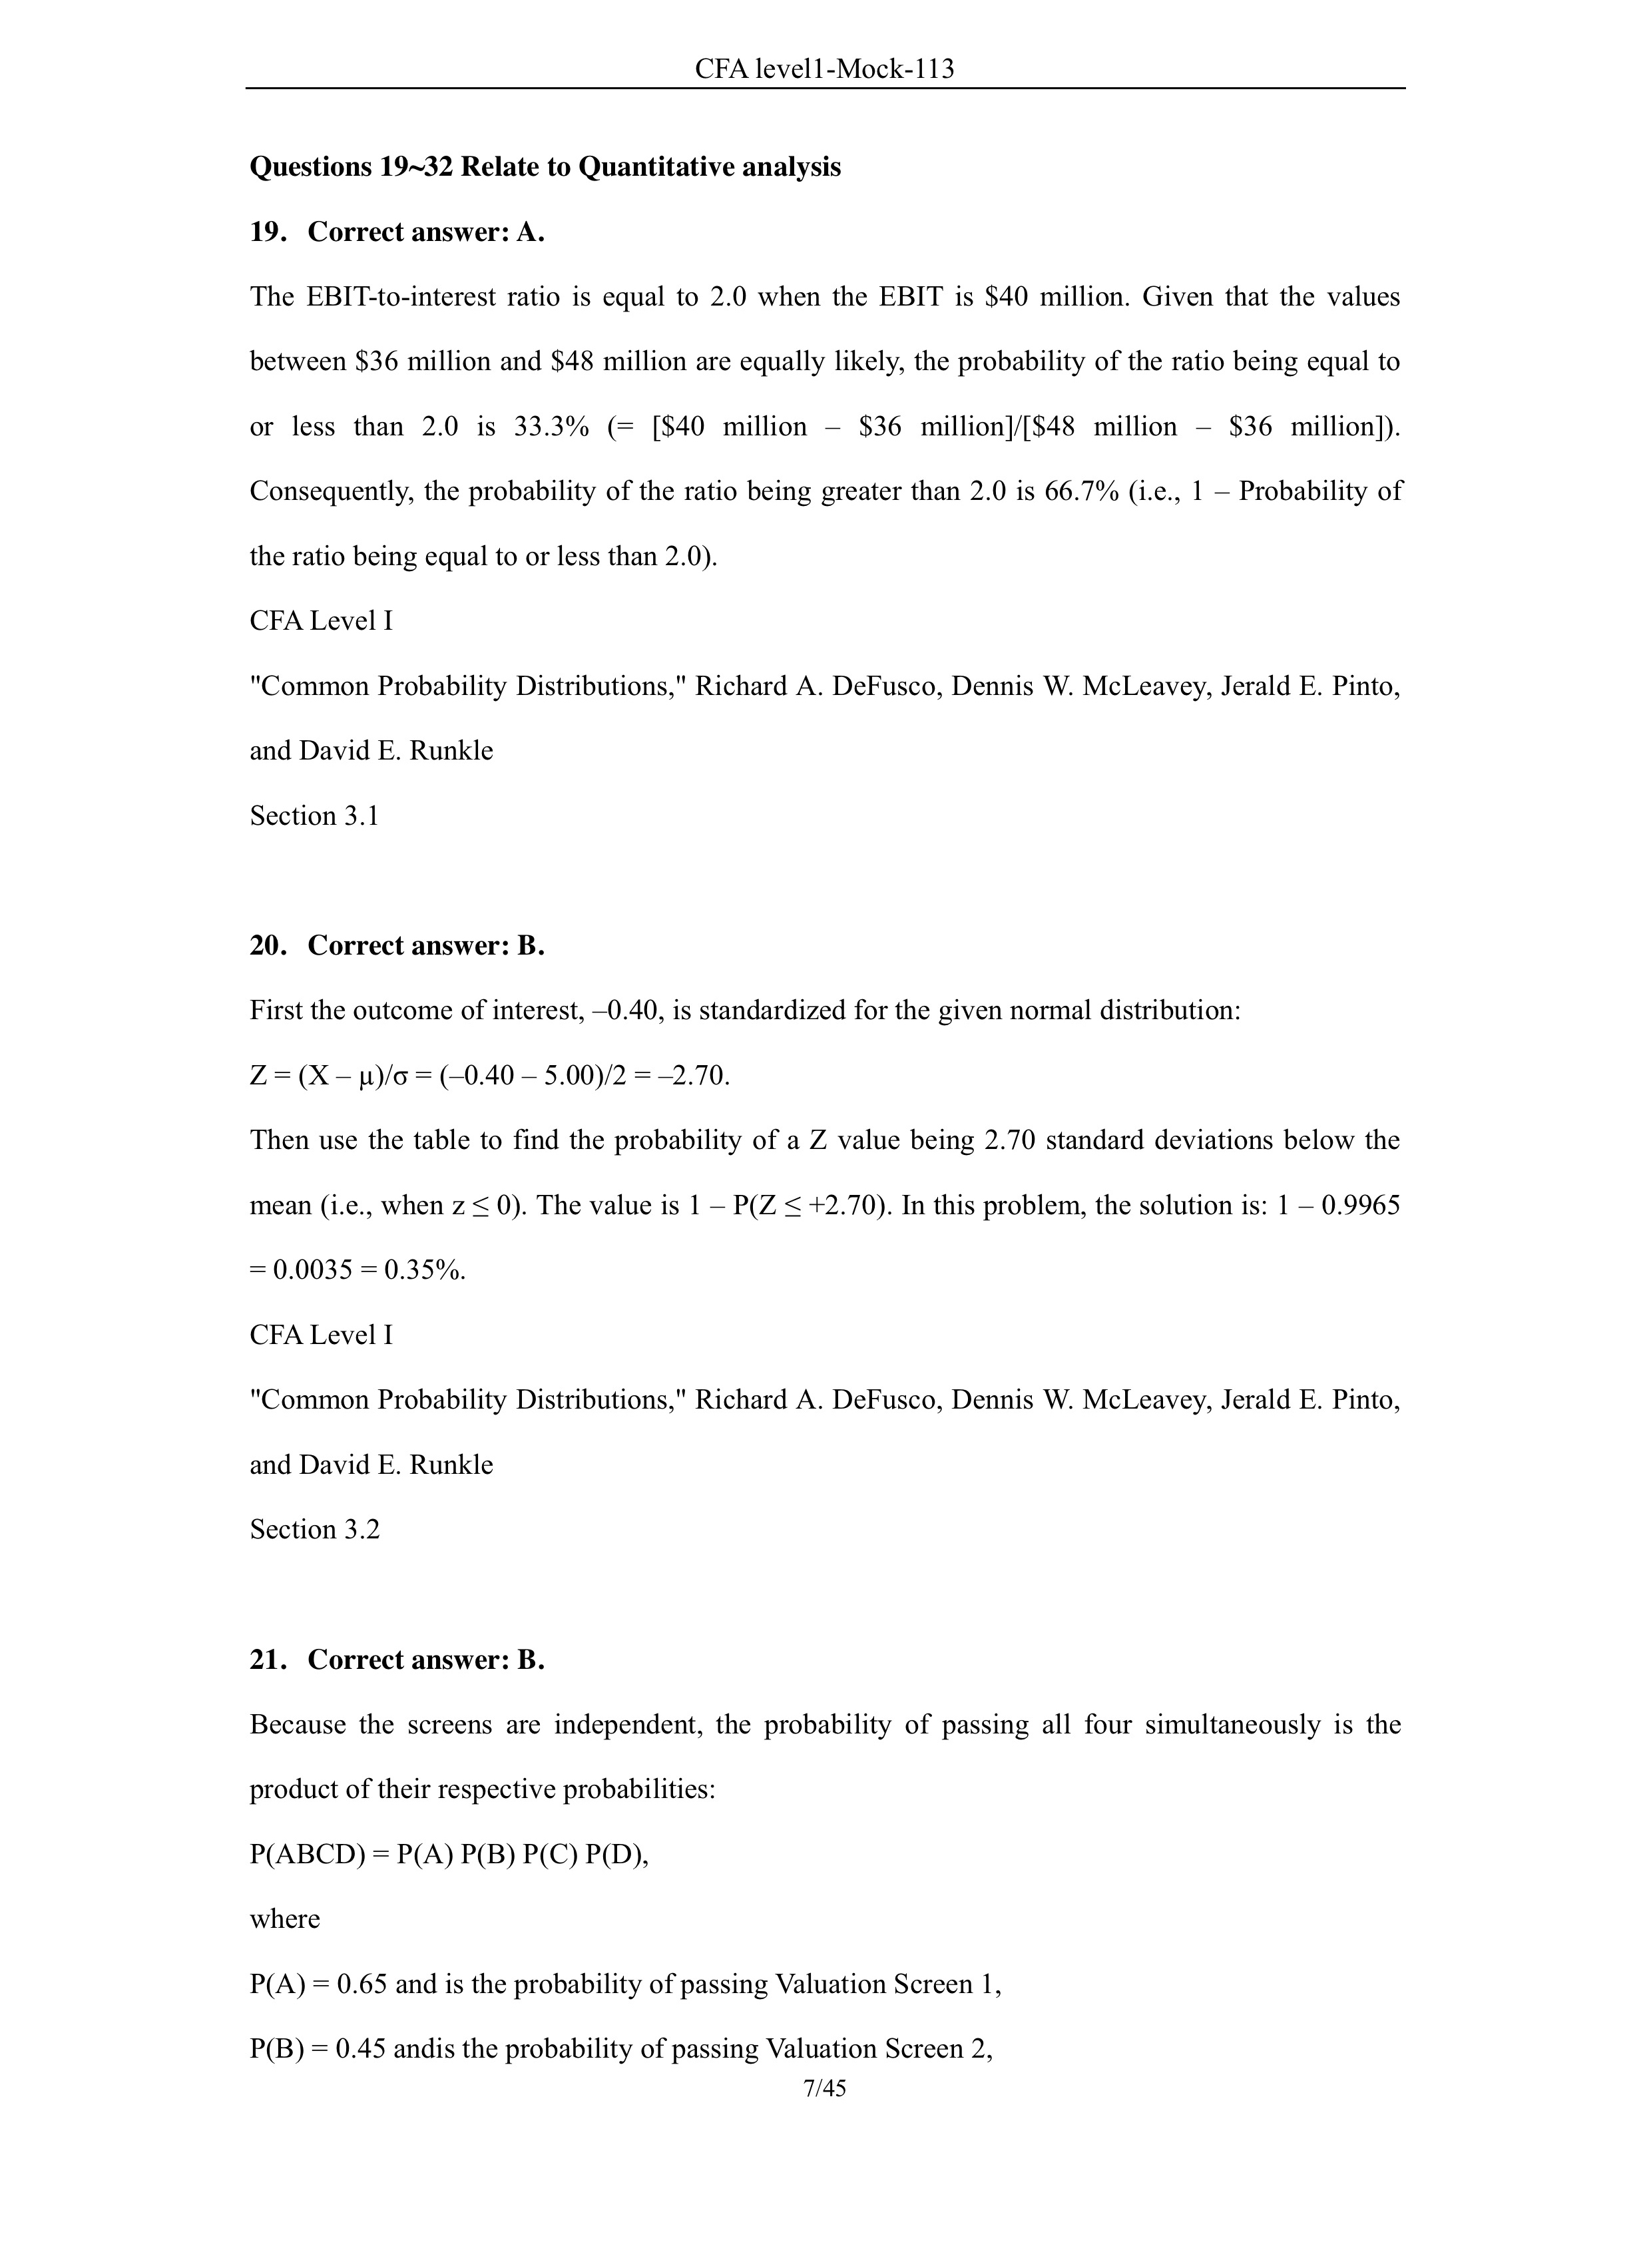 CFA level1-Mock-113
Questions 19~32 Relate to Quantitative analysis
19. Correct answer: A.
The EBIT-to-interest ratio is equal to 2.0 when the EBIT is $40 million. Given that the values
between $36 million and $48 million are equally likely, the probability of the ratio being equal to
or less than 2.0 is 33.3% (= [$40 million – $36 million]/[$48 million – $36 million]).
Consequently, the probability of the ratio being greater than 2.0 is 66.7% (i.e., 1 – Probability of
the ratio being equal to or less than 2.0).
CFA Level I
"Common Probability Distributions," Richard A. DeFusco, Dennis W. McLeavey, Jerald E. Pinto,
and David E. Runkle
Section 3.1
20. Correct answer: B.
First the outcome of interest, –0.40, is standardized for the given normal distribution:
Z = (X – μ)/σ = (–0.40 – 5.00)/2 = –2.70.
Then use the table to find the probability of a Z value being 2.70 standard deviations below the
mean (i.e., when z ≤ 0). The value is 1 – P(Z ≤ +2.70). In this problem, the solution is: 1 – 0.9965
= 0.0035 = 0.35%.
CFA Level I
"Common Probability Distributions," Richard A. DeFusco, Dennis W. McLeavey, Jerald E. Pinto,
and David E. Runkle
Section 3.2
21. Correct answer: B.
Because the screens are independent, the probability of passing all four simultaneously is the
product of their respective probabilities:
P(ABCD) = P(A) P(B) P(C) P(D),
where
P(A) = 0.65 and is the probability of passing Valuation Screen 1,
P(B) = 0.45 andis the probability of passing Valuation Screen 2,
7/45